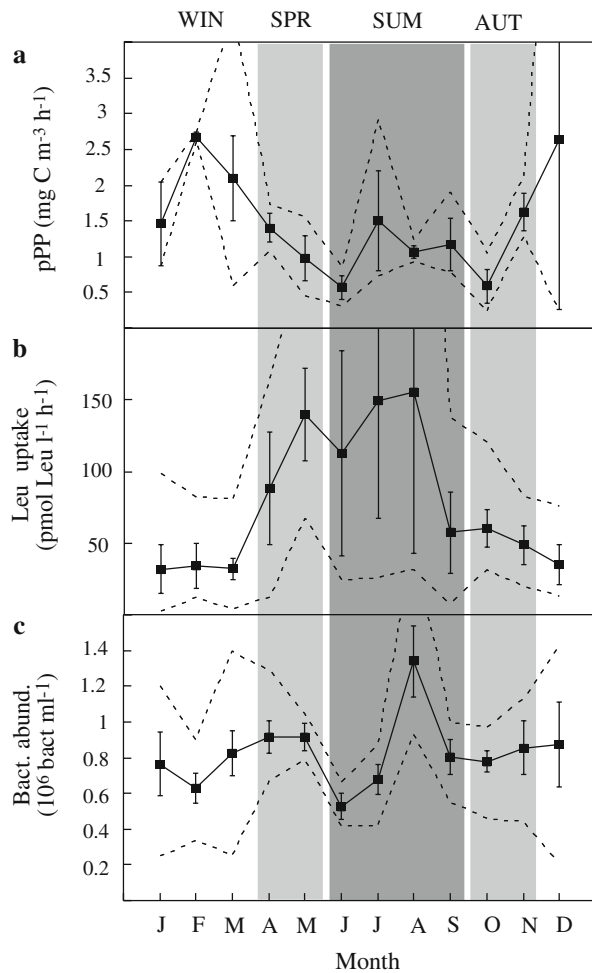 WIN SPR SUM AUT
a
3.5
3
2.5
2
1.5
1
0.5
pPP (mg C m-3 h-1)
b
150
100
50
Leu uptake
(pmol Leu l-1 h-1)
c
1.4
1.2
1
0.8
0.6
0.4
0.2
Bact. abund.
(10⁶ bact ml-1)
J F M A M J J A S O N D
Month